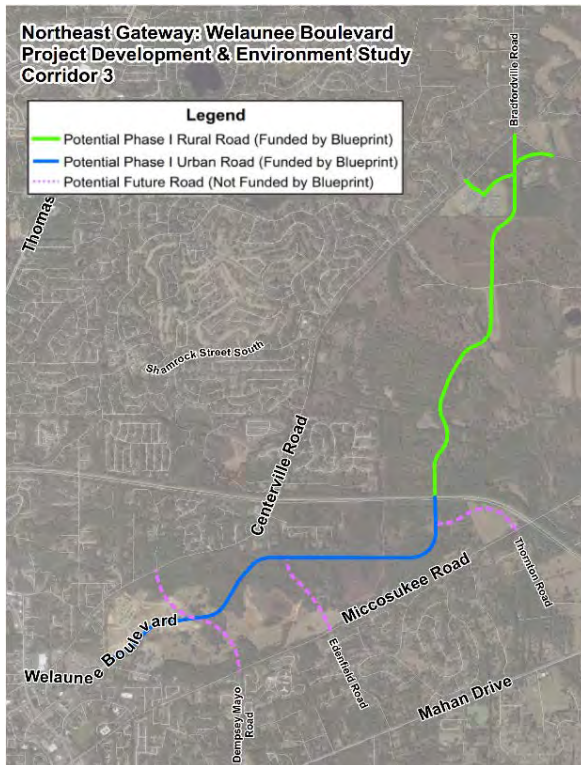 Northeast Gateway: Welaunee Boulevard
Project Development & Environment Study
Corridor 3
Legend
Potential Phase I Rural Road (Funded by Blueprint)
Potential Phase I Urban Road (Funded by Blueprint)
Potential Future Road (Not Funded by Blueprint)
Bradfordville Road
Thomas
Shamrock Street South
Centerville Road
Thornton Road
Miccosukee Road
Welaunee Boulevard
Edenfield Road
Mahan Drive
Dempsey Mayo
Road